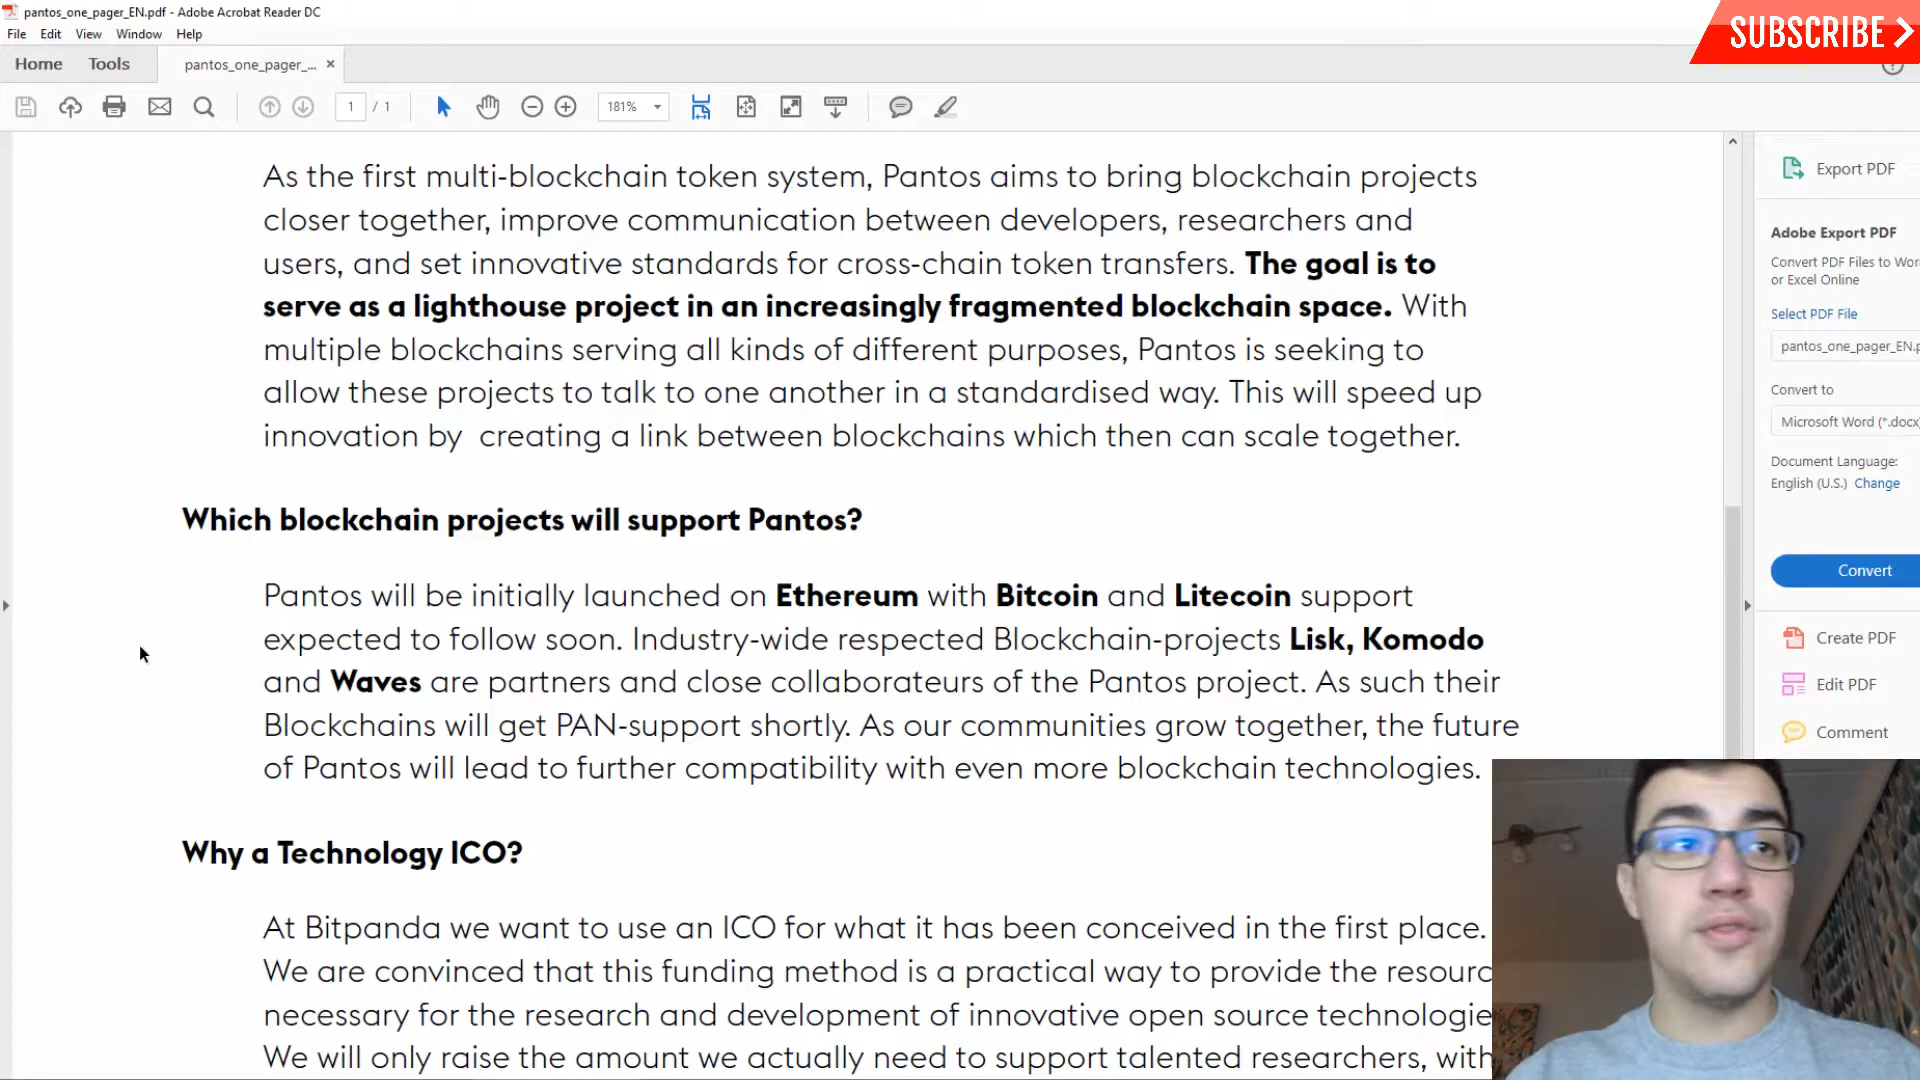 pantos_one_pager_EN.pdf - Adobe Acrobat Reader DC
SUBSCRIBE
File Edit View Window Help
Home Tools pantos_one_pager_... ×
1 / 1 181%
As the first multi-blockchain token system, Pantos aims to bring blockchain projects
closer together, improve communication between developers, researchers and
users, and set innovative standards for cross-chain token transfers. The goal is to
serve as a lighthouse project in an increasingly fragmented blockchain space. With
multiple blockchains serving all kinds of different purposes, Pantos is seeking to
allow these projects to talk to one another in a standardised way. This will speed up
innovation by creating a link between blockchains which then can scale together.
Which blockchain projects will support Pantos?
Pantos will be initially launched on Ethereum with Bitcoin and Litecoin support
expected to follow soon. Industry-wide respected Blockchain-projects Lisk, Komodo
and Waves are partners and close collaborateurs of the Pantos project. As such their
Blockchains will get PAN-support shortly. As our communities grow together, the future
of Pantos will lead to further compatibility with even more blockchain technologies.
Why a Technology ICO?
At Bitpanda we want to use an ICO for what it has been conceived in the first place.
We are convinced that this funding method is a practical way to provide the resourc
necessary for the research and development of innovative open source technologie
We will only raise the amount we actually need to support talented researchers, with
Export PDF
Adobe Export PDF
Convert PDF Files to Wor
or Excel Online
Select PDF File
pantos_one_pager_EN.p
Convert to
Microsoft Word (*.docx)
Document Language:
English (U.S.) Change
Convert
Create PDF
Edit PDF
Comment